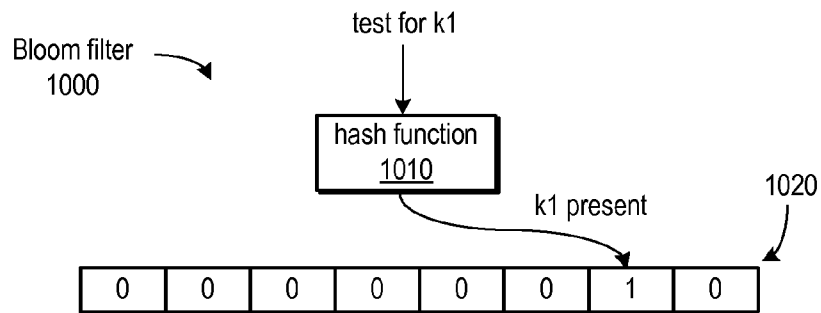 test for k1
Bloom filter
1000
hash function
1010
k1 present
1020
0 0 0 0 0 0 1 0